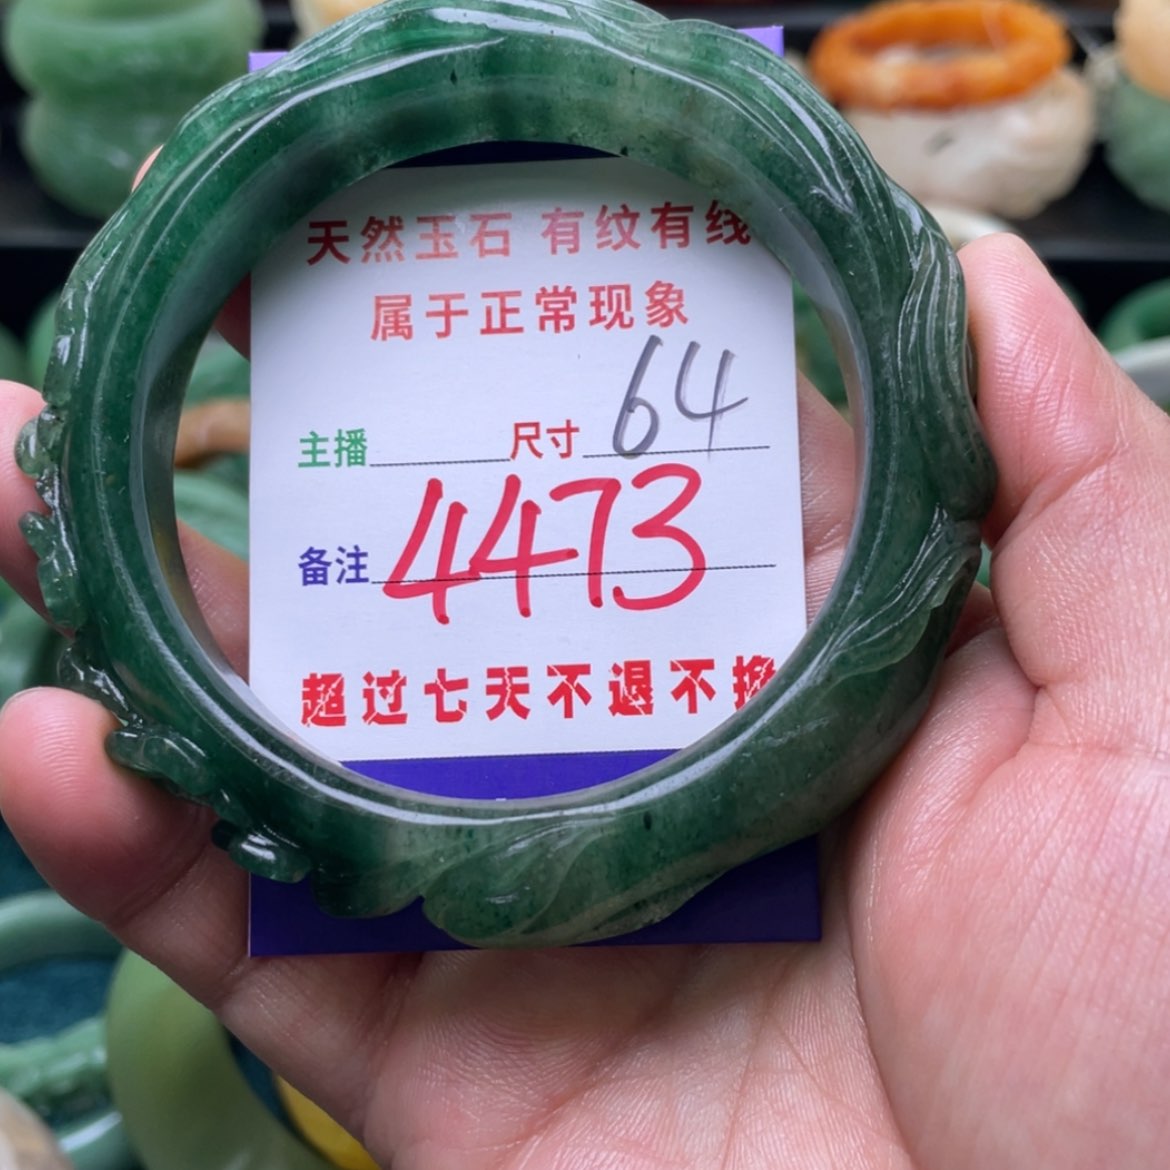 天然玉石 有纹有线
属于正常现象
主播 尺寸 64
备注 4473
超过七天不退不换